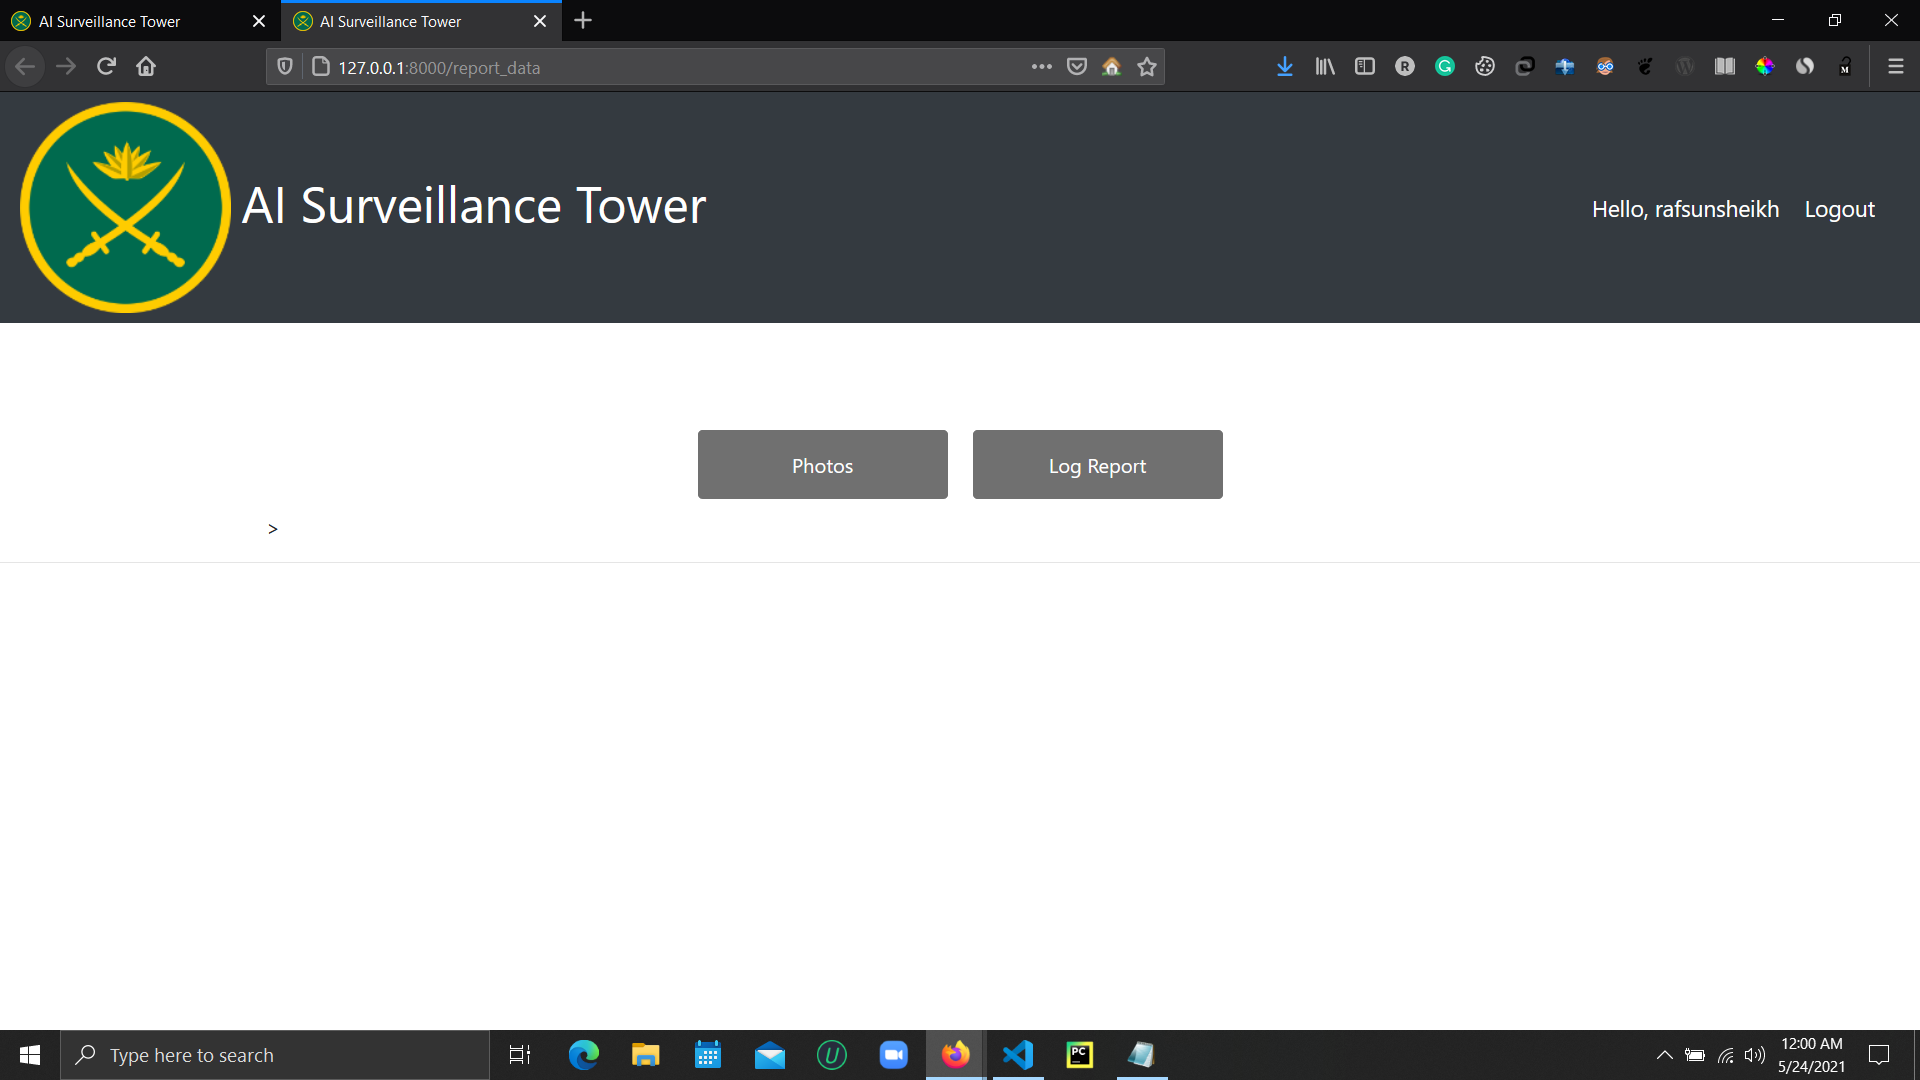 AI Surveillance Tower
AI Surveillance Tower
127.0.0.1:8000/report_data
AI Surveillance Tower
Hello, rafsunsheikh Logout
Photos
Log Report
>
Type here to search
PC
12:00 AM
5/24/2021